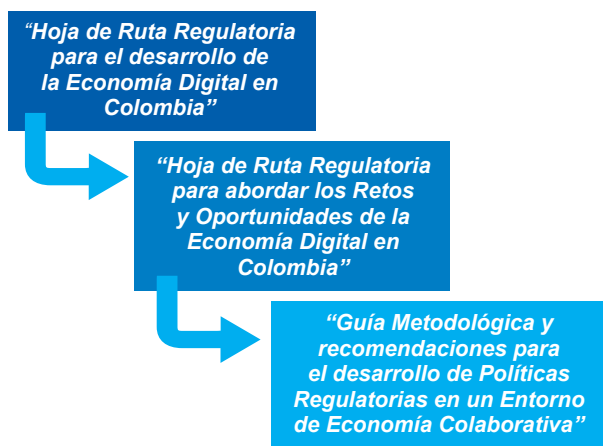 “Hoja de Ruta Regulatoria
para el desarrollo de
la Economía Digital en
Colombia”
“Hoja de Ruta Regulatoria
para abordar los Retos
y Oportunidades de la
Economía Digital en
Colombia”
“Guía Metodológica y
recomendaciones para
el desarrollo de Políticas
Regulatorias en un Entorno
de Economía Colaborativa”